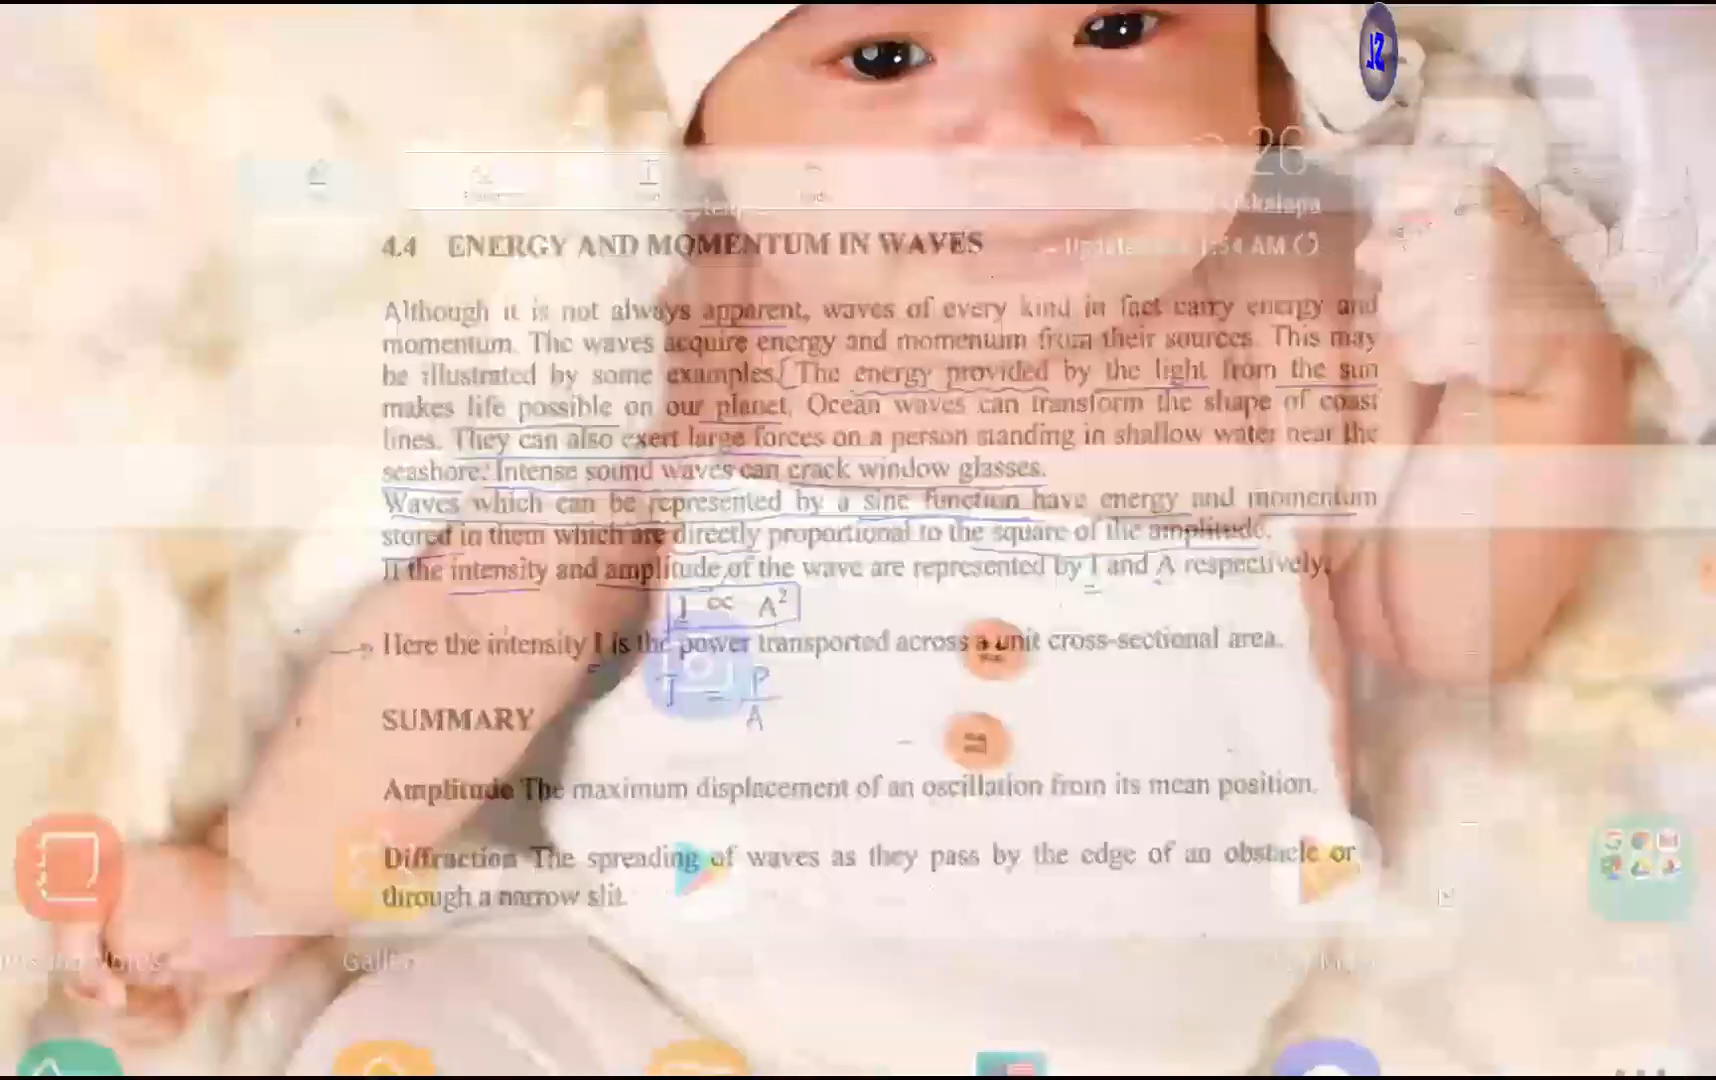 JZ
26
kkalapa
1:54 AM
4.4 ENERGY AND MOMENTUM IN WAVES
Although it is not always apparent, waves of every kind in fact carry energy and
momentum. The waves acquire energy and momentum from their sources. This may
be illustrated by some examples. The energy provided by the light from the sun
makes life possible on our planet. Ocean waves can transform the shape of coast
lines. They can also exert large forces on a person standing in shallow water near the
seashore. Intense sound waves can crack window glasses.
Waves which can be represented by a sine function have energy and momentum
stored in them which are directly proportional to the square of the amplitude.
If the intensity and amplitude of the wave are represented by I and A respectively,
I ∝ A²
Here the intensity I is the power transported across a unit cross-sectional area.
I = P
A
SUMMARY
Amplitude The maximum displacement of an oscillation from its mean position.
Diffraction The spreading of waves as they pass by the edge of an obstacle or
through a narrow slit.